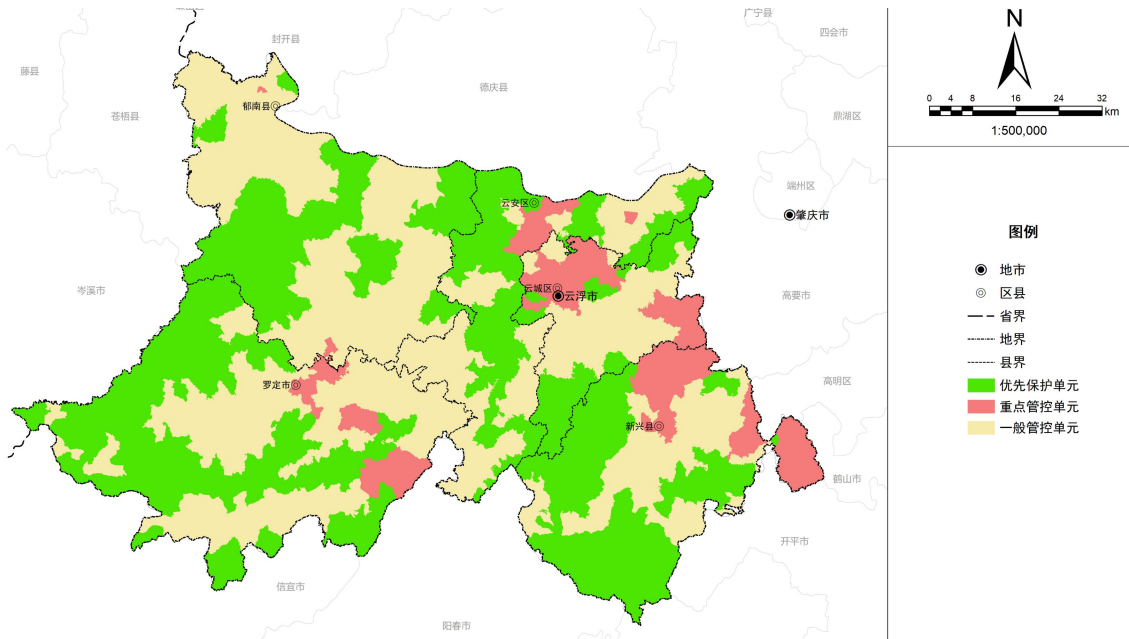 封开县
广宁县
四会市
藤县
德庆县
苍梧县
郁南县
鼎湖区
端州区
肇庆市
云安区
云城区
云浮市
岑溪市
高要市
罗定市
高明区
新兴县
鹤山市
开平市
信宜市
阳春市
N
0 4 8 16 24 32
km
1:500,000
图例
地市
区县
省界
地界
县界
优先保护单元
重点管控单元
一般管控单元